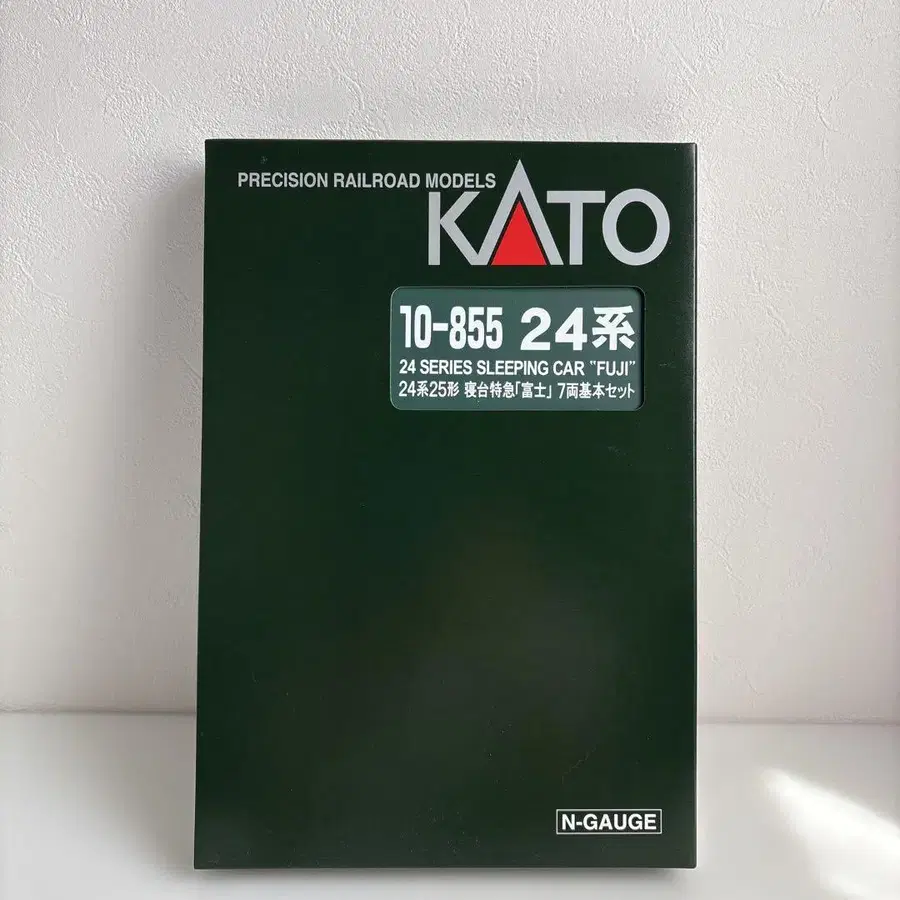 PRECISION RAILROAD MODELS
KATO
10-855 24系
24 SERIES SLEEPING CAR "FUJI"
24系25形 寝台特急「富士」 7両基本セット
N-GAUGE